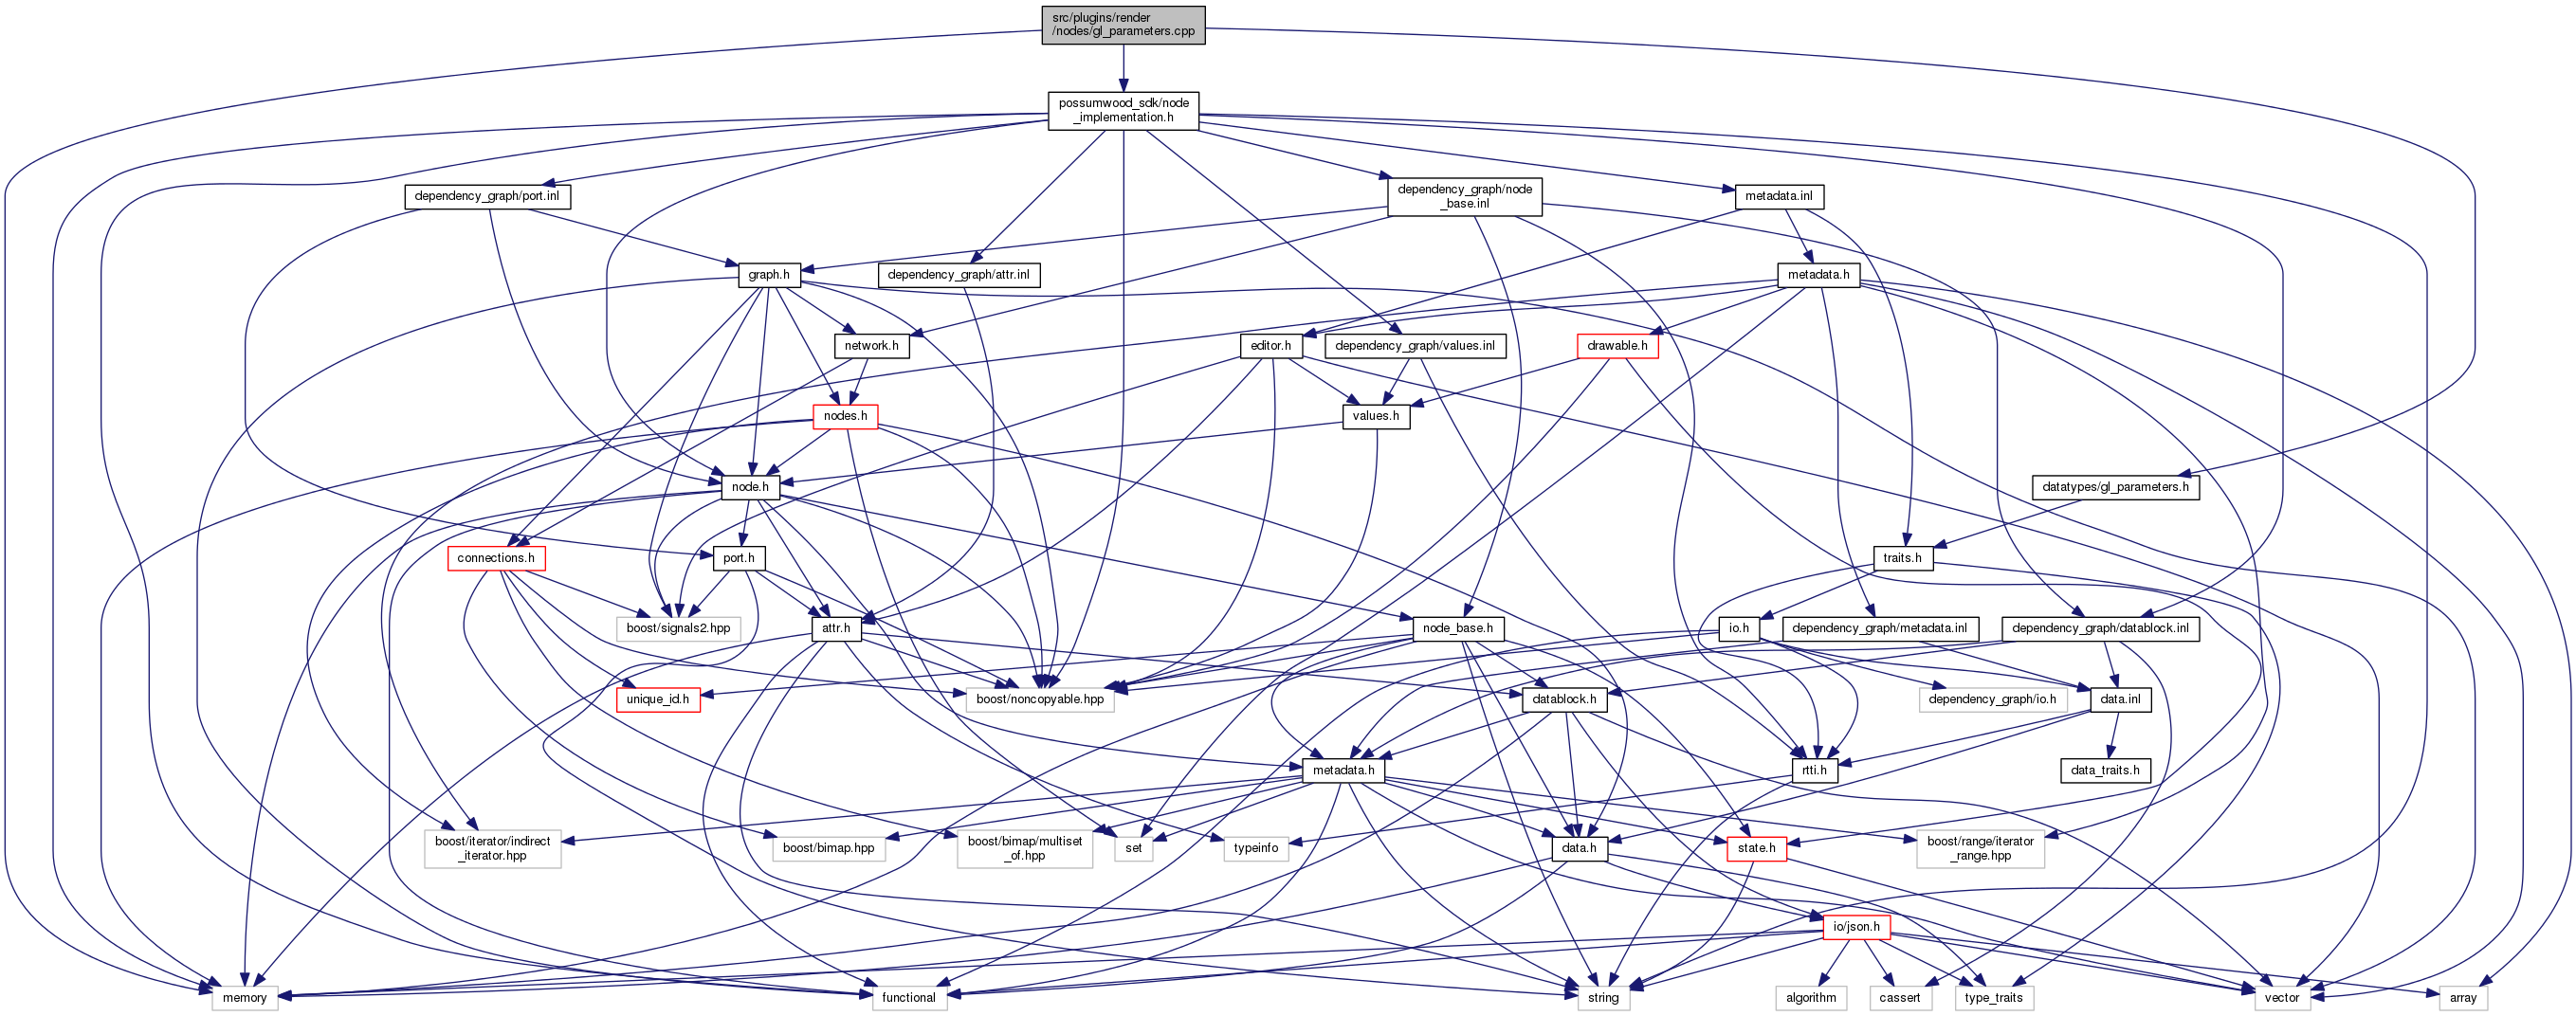 src/plugins/render
/nodes/gl_parameters.cpp
possumwood_sdk/node
_implementation.h
dependency_graph/port.inl
dependency_graph/node
_base.inl
metadata.inl
graph.h
dependency_graph/attr.inl
metadata.h
network.h
editor.h
dependency_graph/values.inl
drawable.h
nodes.h
values.h
node.h
datatypes/gl_parameters.h
connections.h
port.h
traits.h
boost/signals2.hpp
attr.h
node_base.h
io.h
dependency_graph/metadata.inl
dependency_graph/datablock.inl
unique_id.h
boost/noncopyable.hpp
datablock.h
dependency_graph/io.h
data.inl
metadata.h
rtti.h
data_traits.h
boost/iterator/indirect
_iterator.hpp
boost/bimap.hpp
boost/bimap/multiset
_of.hpp
set
typeinfo
data.h
state.h
boost/range/iterator
_range.hpp
io/json.h
memory
functional
string
algorithm
cassert
type_traits
vector
array